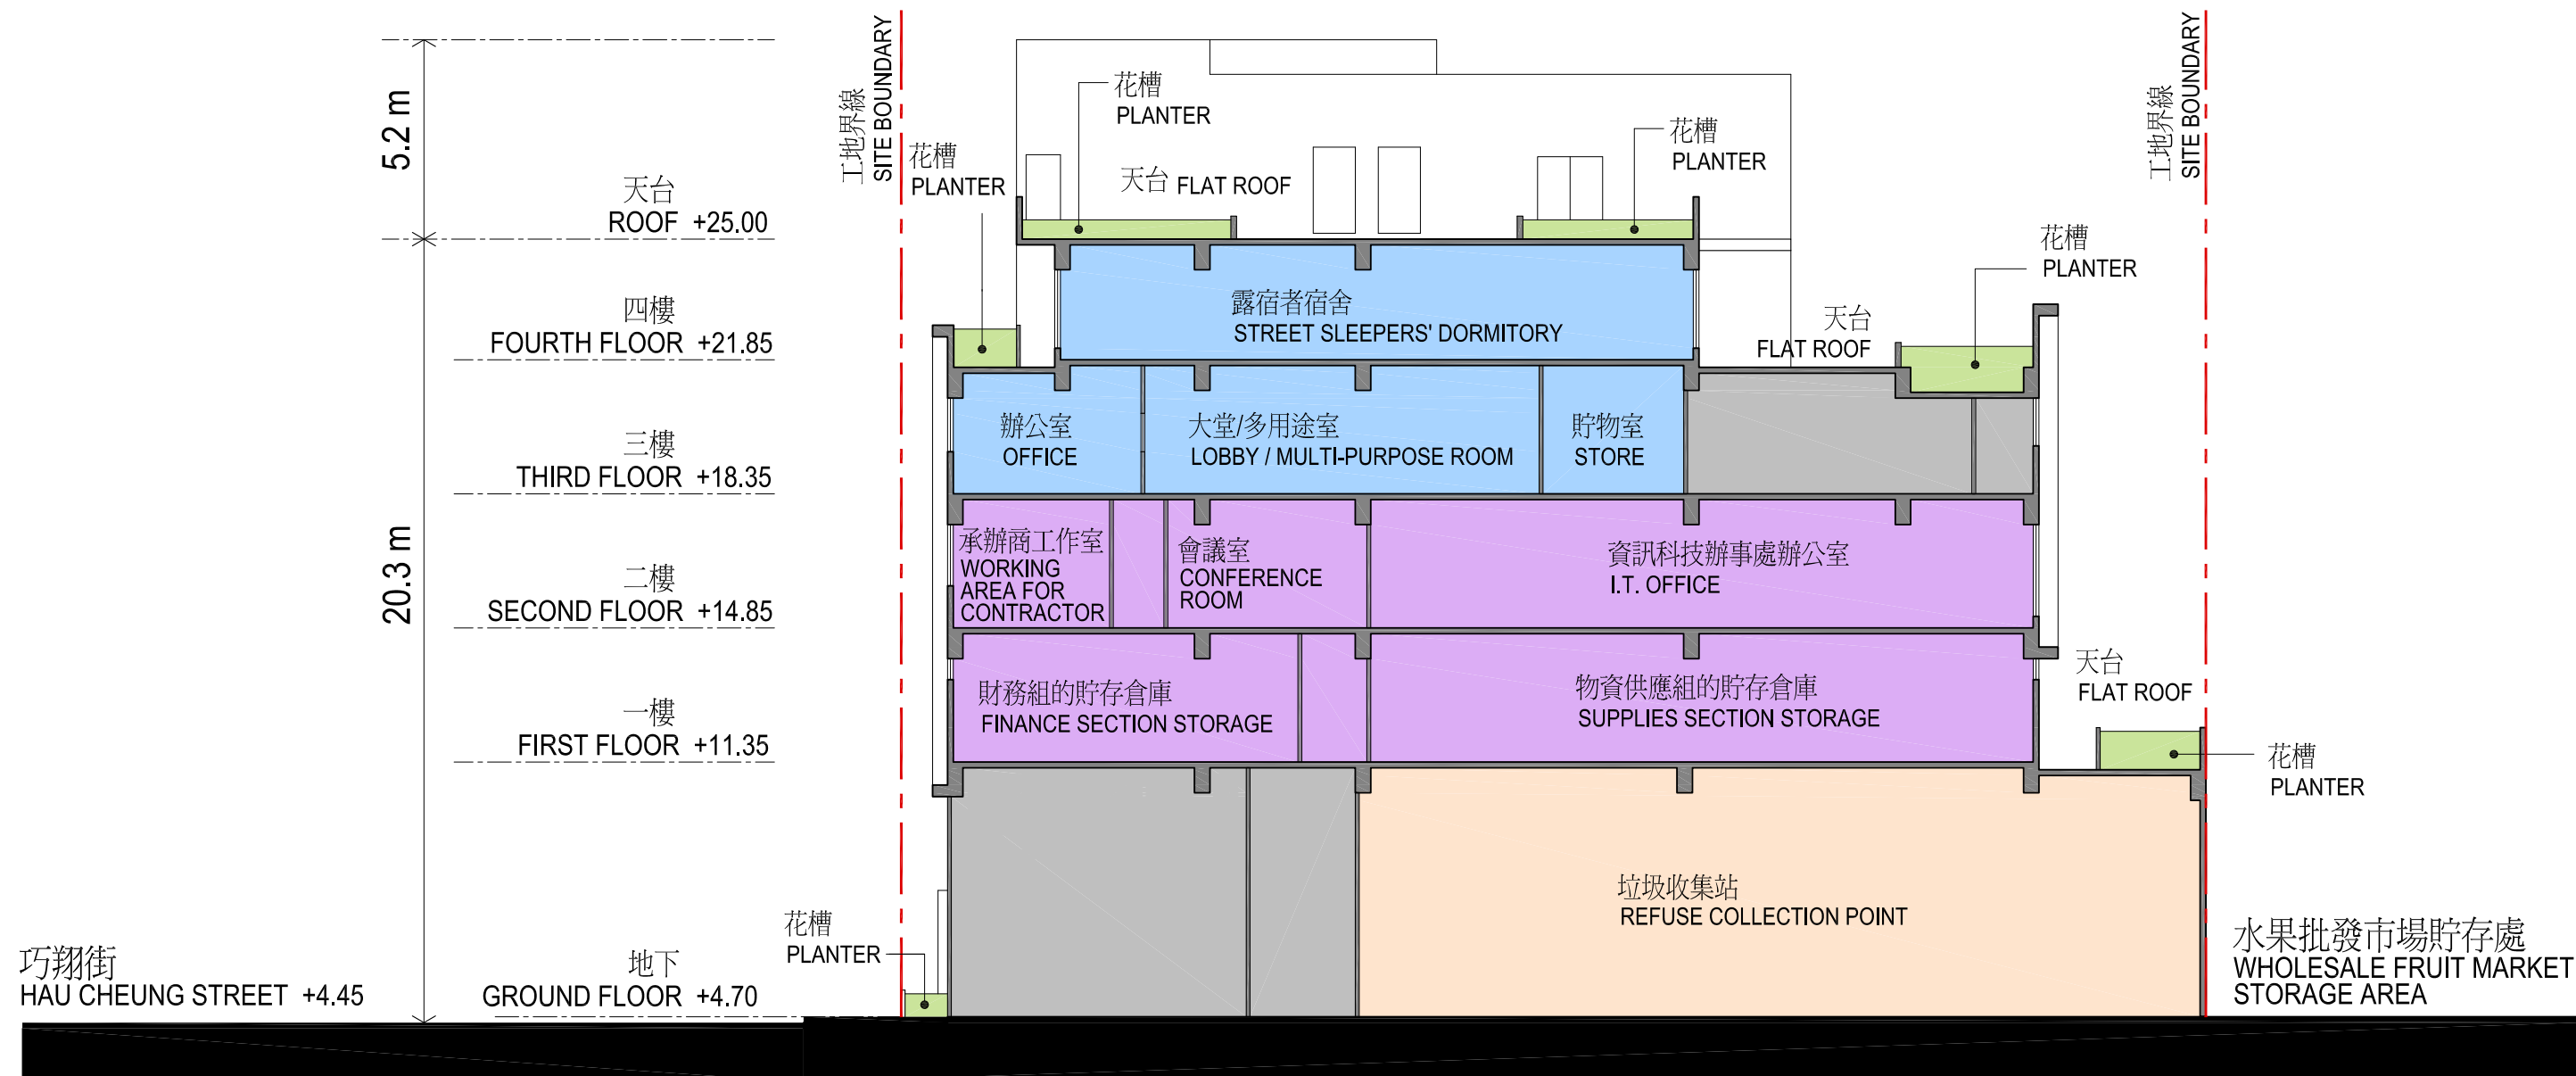 5.2 m
20.3 m
天台
ROOF +25.00
四樓
FOURTH FLOOR +21.85
三樓
THIRD FLOOR +18.35
二樓
SECOND FLOOR +14.85
一樓
FIRST FLOOR +11.35
地下
GROUND FLOOR +4.70
巧翔街
HAU CHEUNG STREET +4.45
工地界線
SITE BOUNDARY
花槽
PLANTER
花槽
PLANTER
天台 FLAT ROOF
花槽
PLANTER
工地界線
SITE BOUNDARY
花槽
PLANTER
露宿者宿舍
STREET SLEEPERS' DORMITORY
天台
FLAT ROOF
辦公室
OFFICE
大堂/多用途室
LOBBY / MULTI-PURPOSE ROOM
貯物室
STORE
承辦商工作室
WORKING
AREA FOR
CONTRACTOR
會議室
CONFERENCE
ROOM
資訊科技辦事處辦公室
I.T. OFFICE
財務組的貯存倉庫
FINANCE SECTION STORAGE
物資供應組的貯存倉庫
SUPPLIES SECTION STORAGE
天台
FLAT ROOF
花槽
PLANTER
垃圾收集站
REFUSE COLLECTION POINT
花槽
PLANTER
水果批發市場貯存處
WHOLESALE FRUIT MARKET
STORAGE AREA